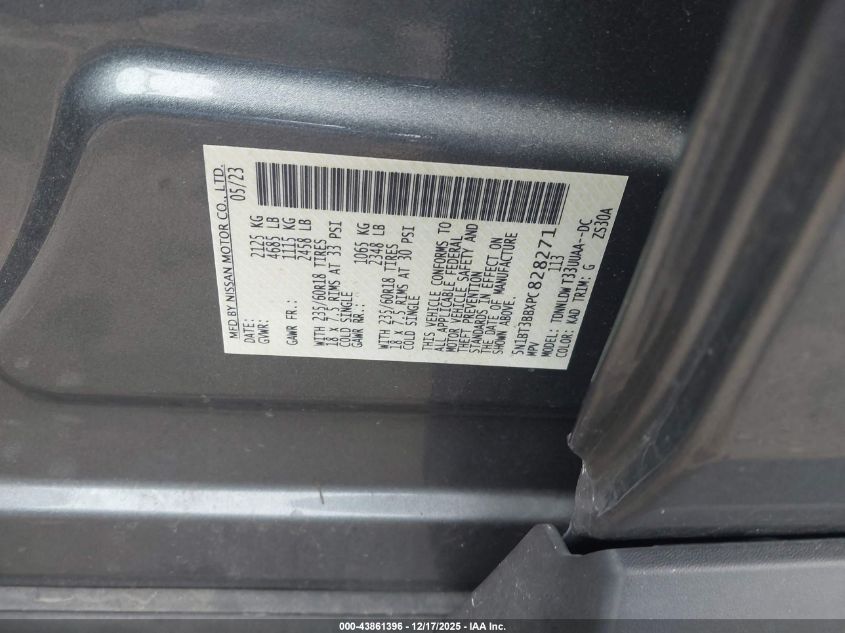 MFD BY NISSAN MOTOR CO., LTD.
DATE: 05/23
GVWR: 2125 KG
4685 LB
GAWR FR.: 1115 KG
2458 LB
WITH 235/60R18 TIRES
18 x 7.5 RIMS AT 33 PSI
COLD SINGLE
GAWR RR.: 1065 KG
2348 LB
WITH 235/60R18 TIRES
18 x 7.5 RIMS AT 30 PSI
COLD SINGLE
THIS VEHICLE CONFORMS TO
ALL APPLICABLE FEDERAL
MOTOR VEHICLE SAFETY AND
THEFT PREVENTION
STANDARDS IN EFFECT ON
THE DATE OF MANUFACTURE
SHOWN ABOVE.
5N1BT3BBXPC828271
MPV 113
MODEL: TDNNLDW T33UUAA--DC
COLOR: KAD TRIM: G ZS30A
000-43861396 - 12/17/2025 - IAA Inc.